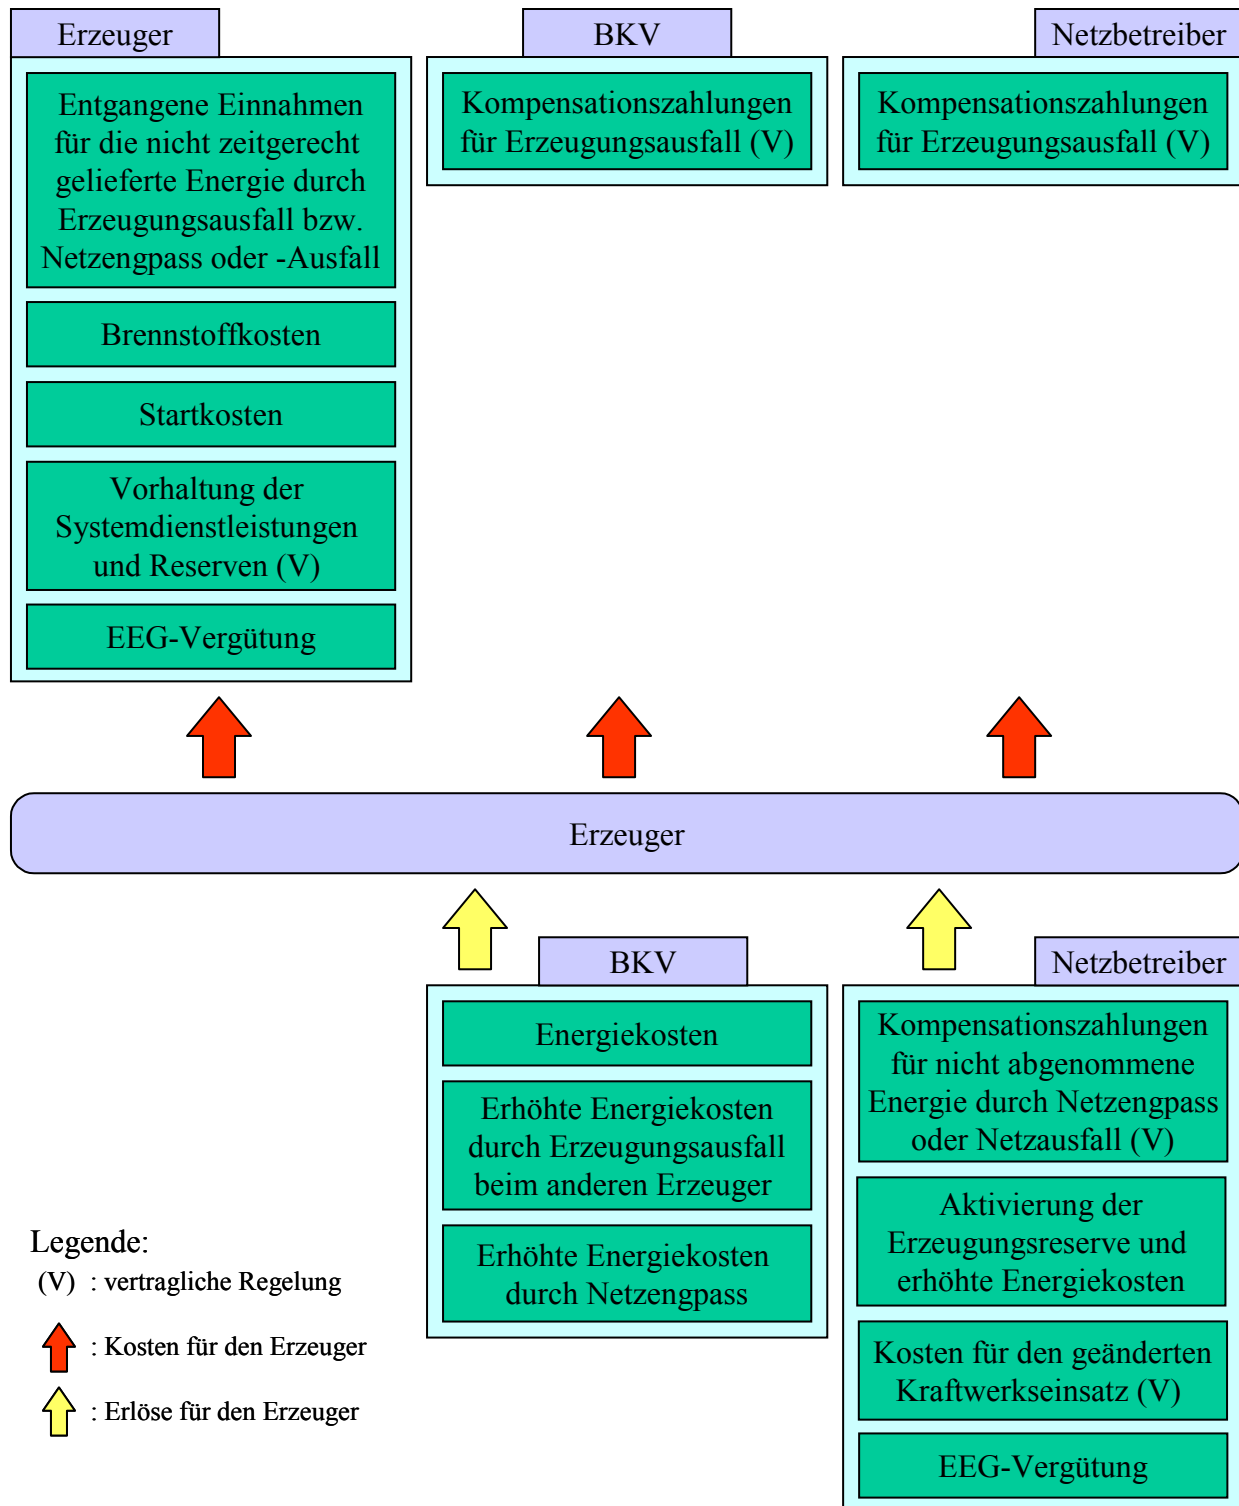 Erzeuger
Entgangene Einnahmen
für die nicht zeitgerecht
gelieferte Energie durch
Erzeugungsausfall bzw.
Netzengpass oder -Ausfall
Brennstoffkosten
Startkosten
Vorhaltung der
Systemdienstleistungen
und Reserven (V)
EEG-Vergütung
BKV
Kompensationszahlungen
für Erzeugungsausfall (V)
Netzbetreiber
Kompensationszahlungen
für Erzeugungsausfall (V)
Erzeuger
BKV
Energiekosten
Erhöhte Energiekosten
durch Erzeugungsausfall
beim anderen Erzeuger
Erhöhte Energiekosten
durch Netzengpass
Netzbetreiber
Kompensationszahlungen
für nicht abgenommene
Energie durch Netzengpass
oder Netzausfall (V)
Aktivierung der
Erzeugungsreserve und
erhöhte Energiekosten
Kosten für den geänderten
Kraftwerkseinsatz (V)
EEG-Vergütung
Legende:
(V) : vertragliche Regelung
: Kosten für den Erzeuger
: Erlöse für den Erzeuger